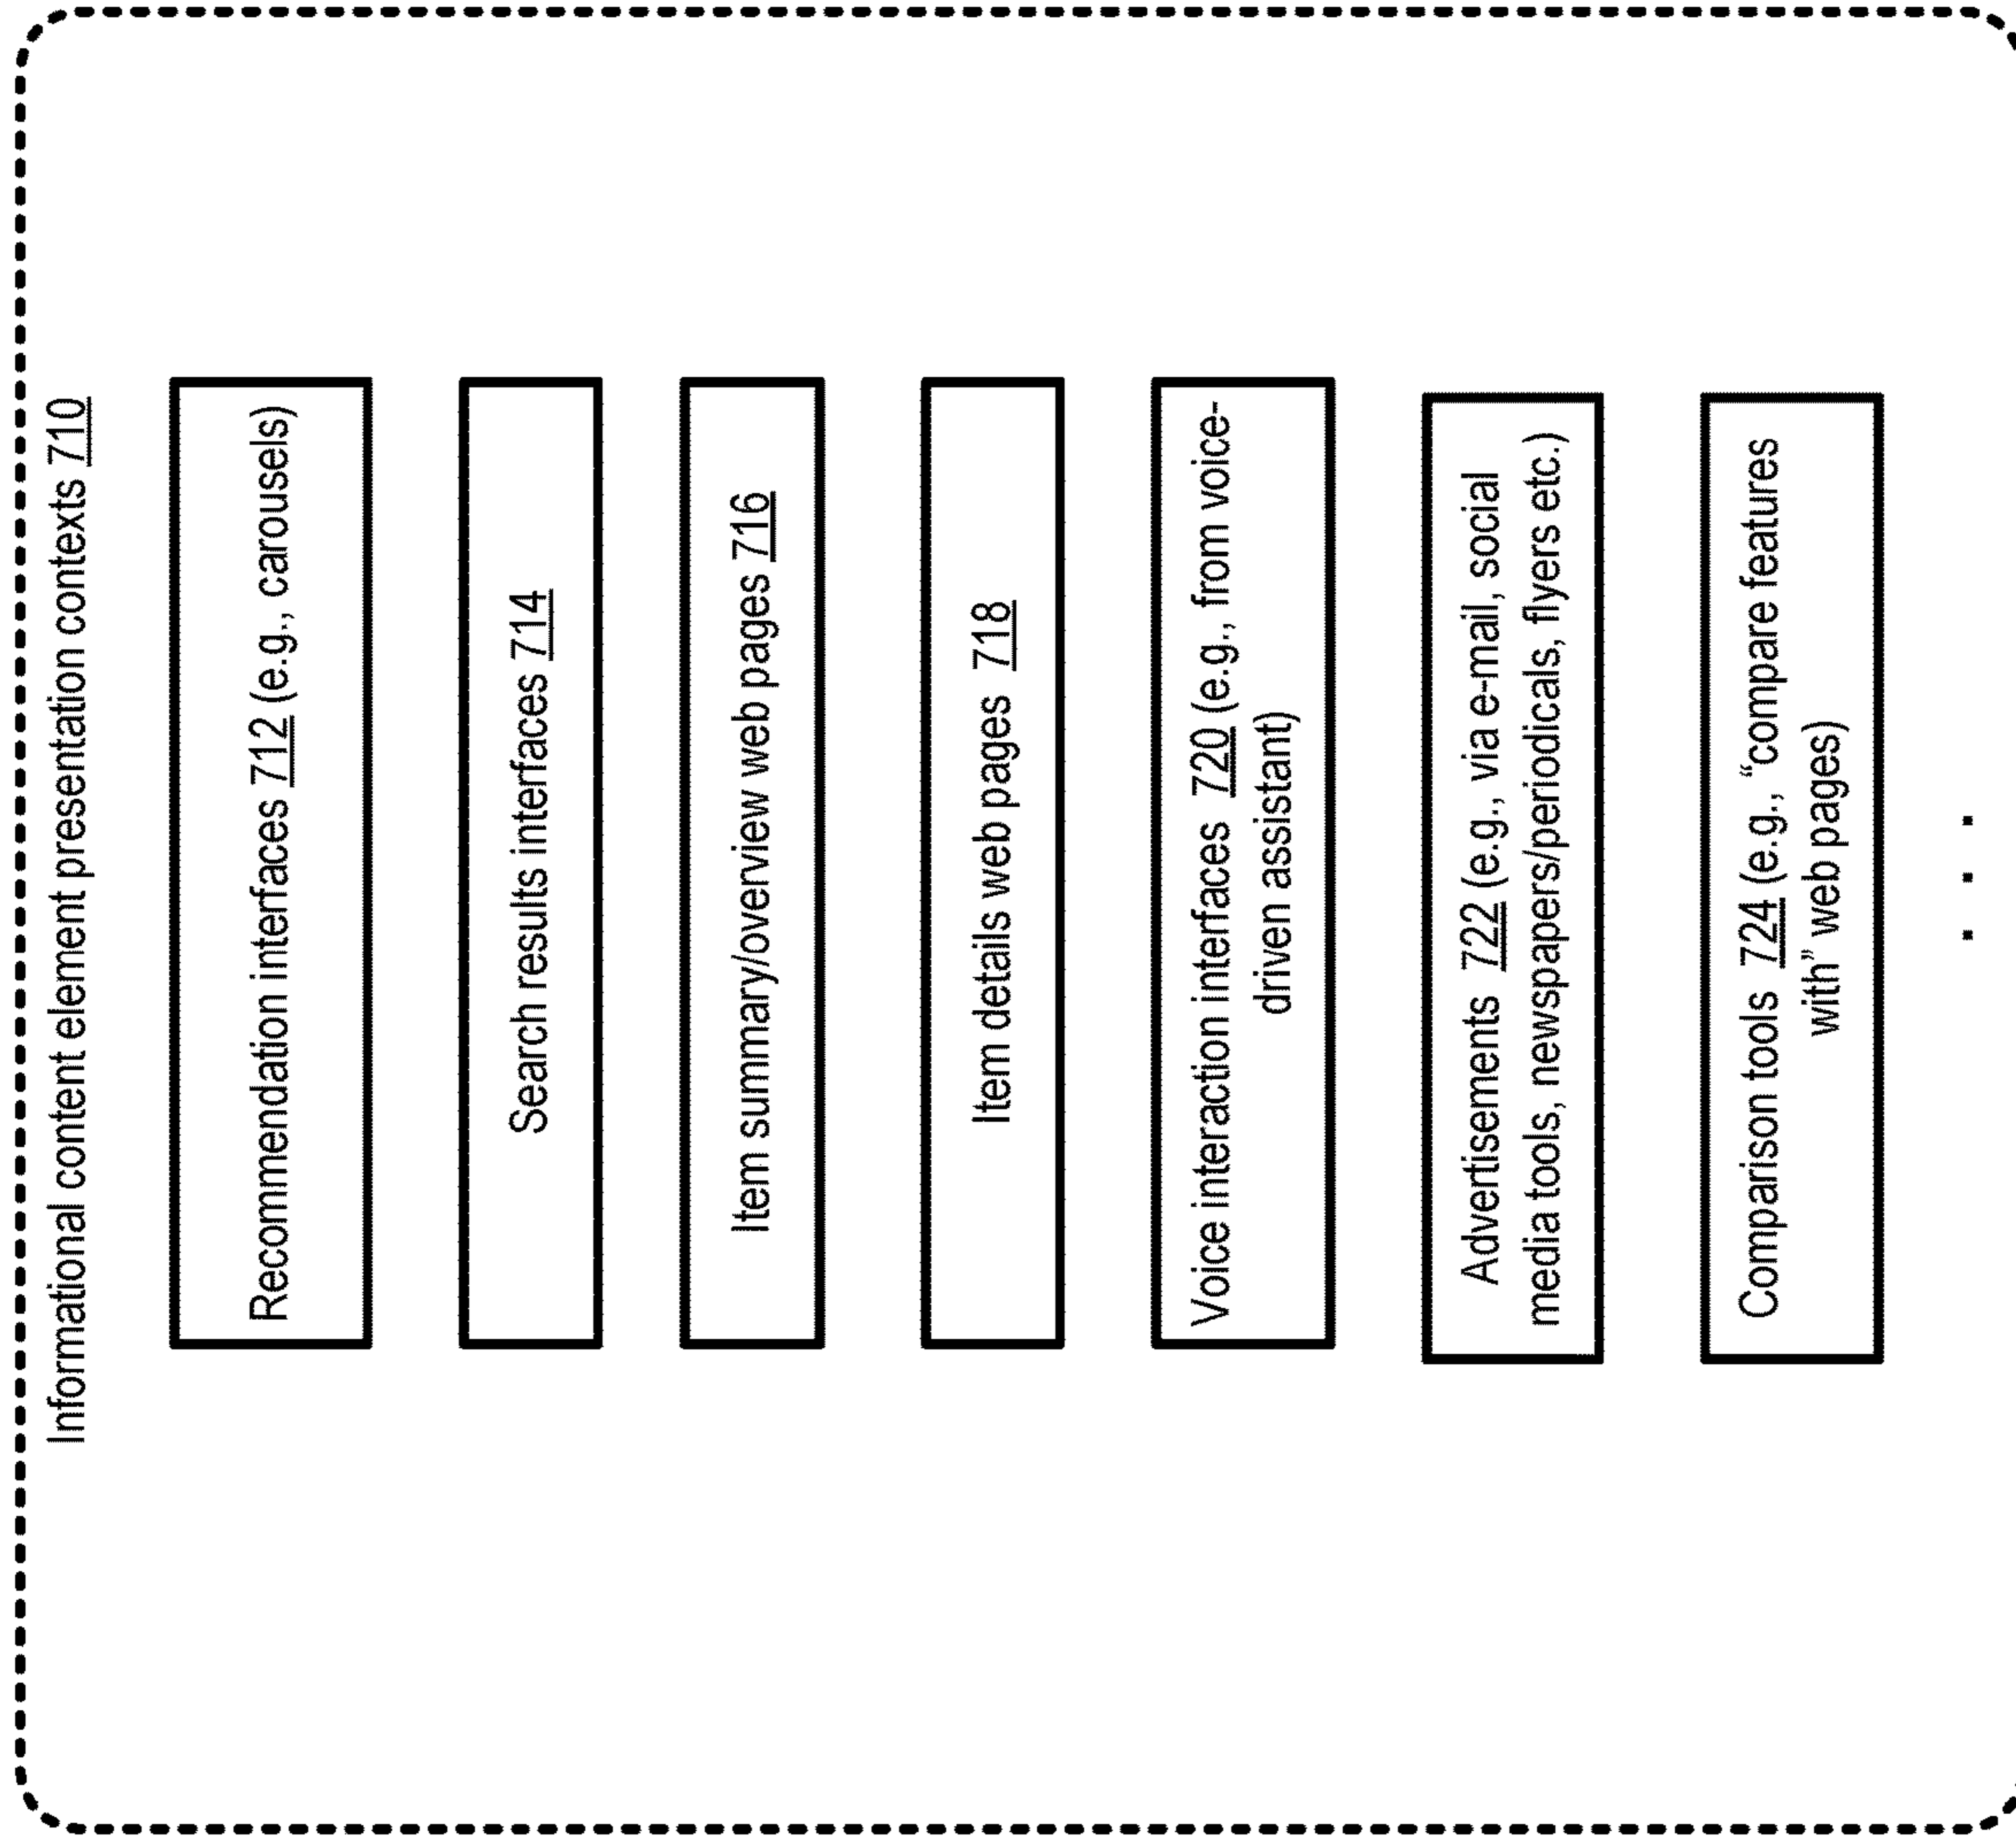 Informational content element presentation contexts 710
Recommendation interfaces 712 (e.g., carousels)
Search results interfaces 714
Item summary/overview web pages 716
Item details web pages 718
Voice interaction interfaces 720 (e.g., from voice-
driven assistant)
Advertisements 722 (e.g., via e-mail, social
media tools, newspapers/periodicals, flyers etc.)
Comparison tools 724 (e.g., “compare features
with” web pages)
. . .